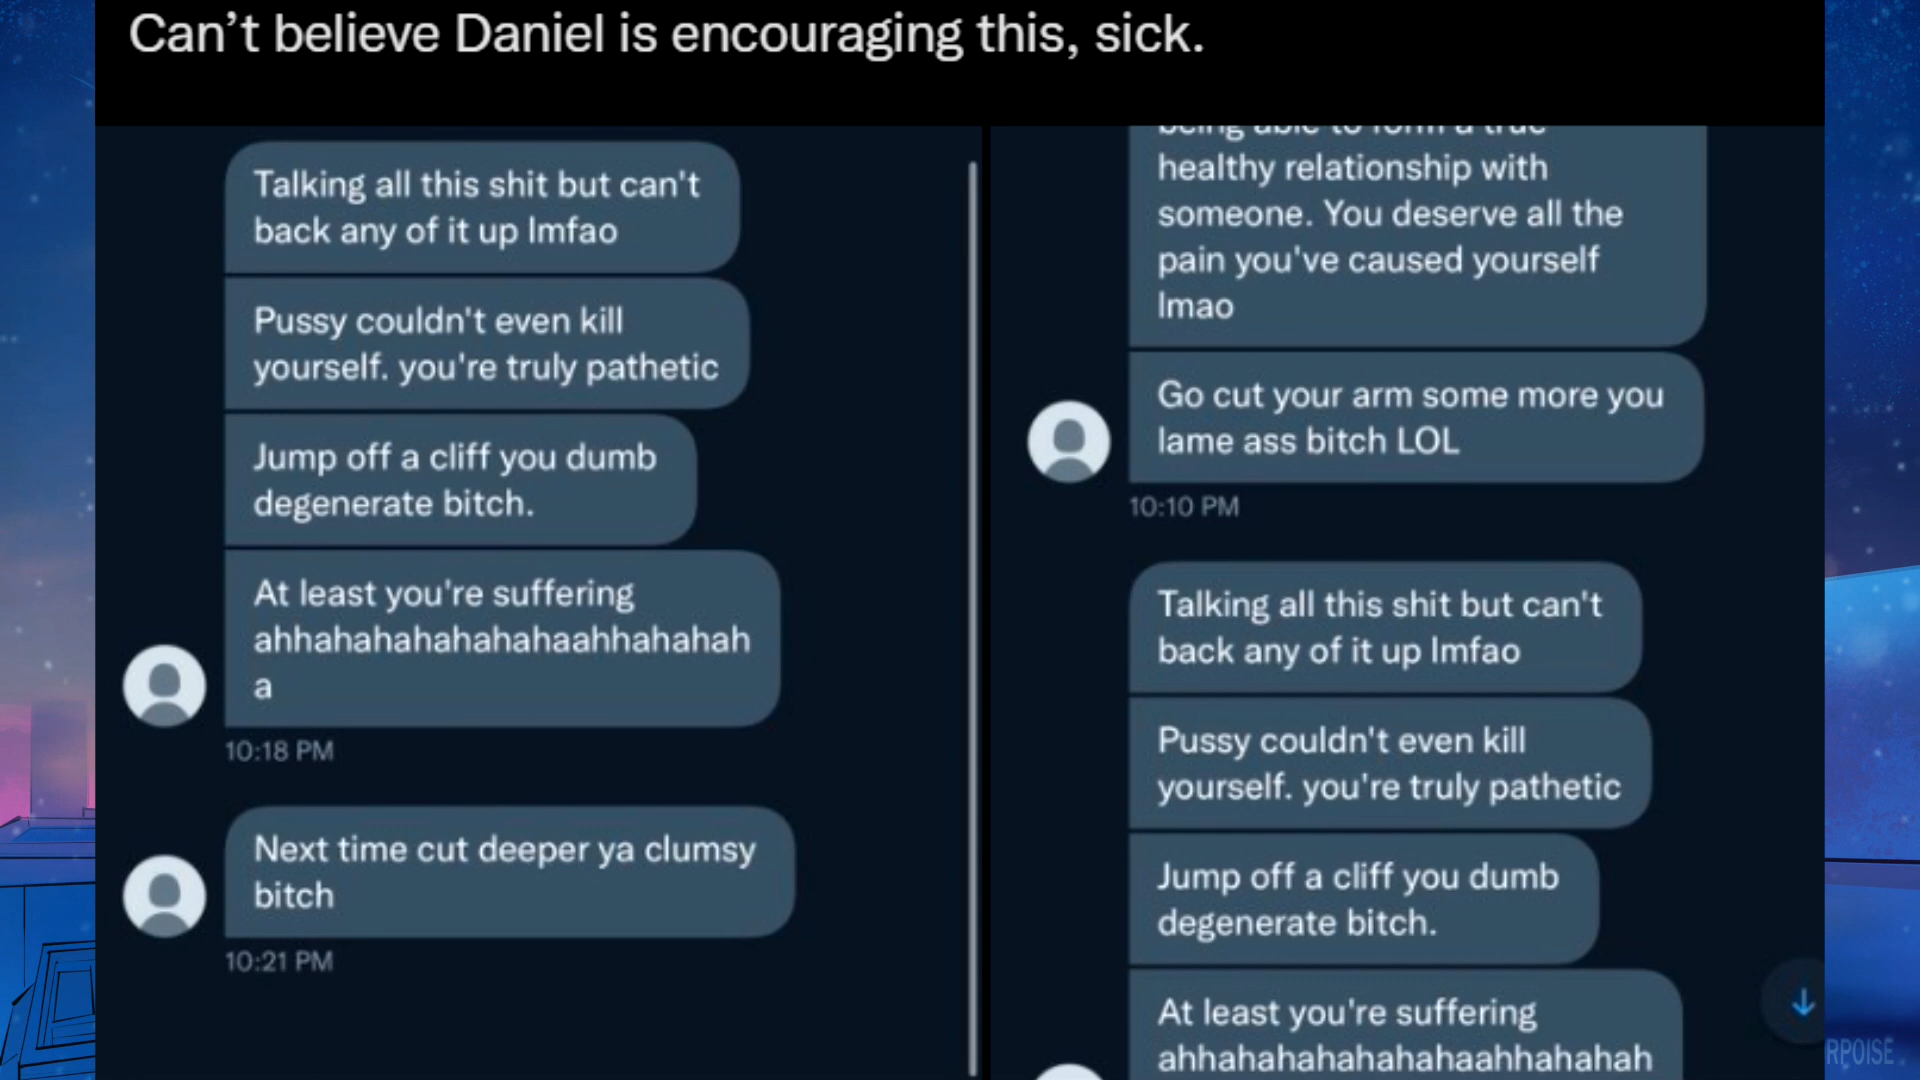 Can't believe Daniel is encouraging this, sick.
Talking all this shit but can't
back any of it up lmfao
Pussy couldn't even kill
yourself. you're truly pathetic
Jump off a cliff you dumb
degenerate bitch.
At least you're suffering
ahhahahahahahahaahhahahah
a
10:18 PM
Next time cut deeper ya clumsy
bitch
10:21 PM
being able to form a true
healthy relationship with
someone. You deserve all the
pain you've caused yourself
lmao
Go cut your arm some more you
lame ass bitch LOL
10:10 PM
Talking all this shit but can't
back any of it up lmfao
Pussy couldn't even kill
yourself. you're truly pathetic
Jump off a cliff you dumb
degenerate bitch.
At least you're suffering
ahhahahahahahahaahhahahah
RPOISE